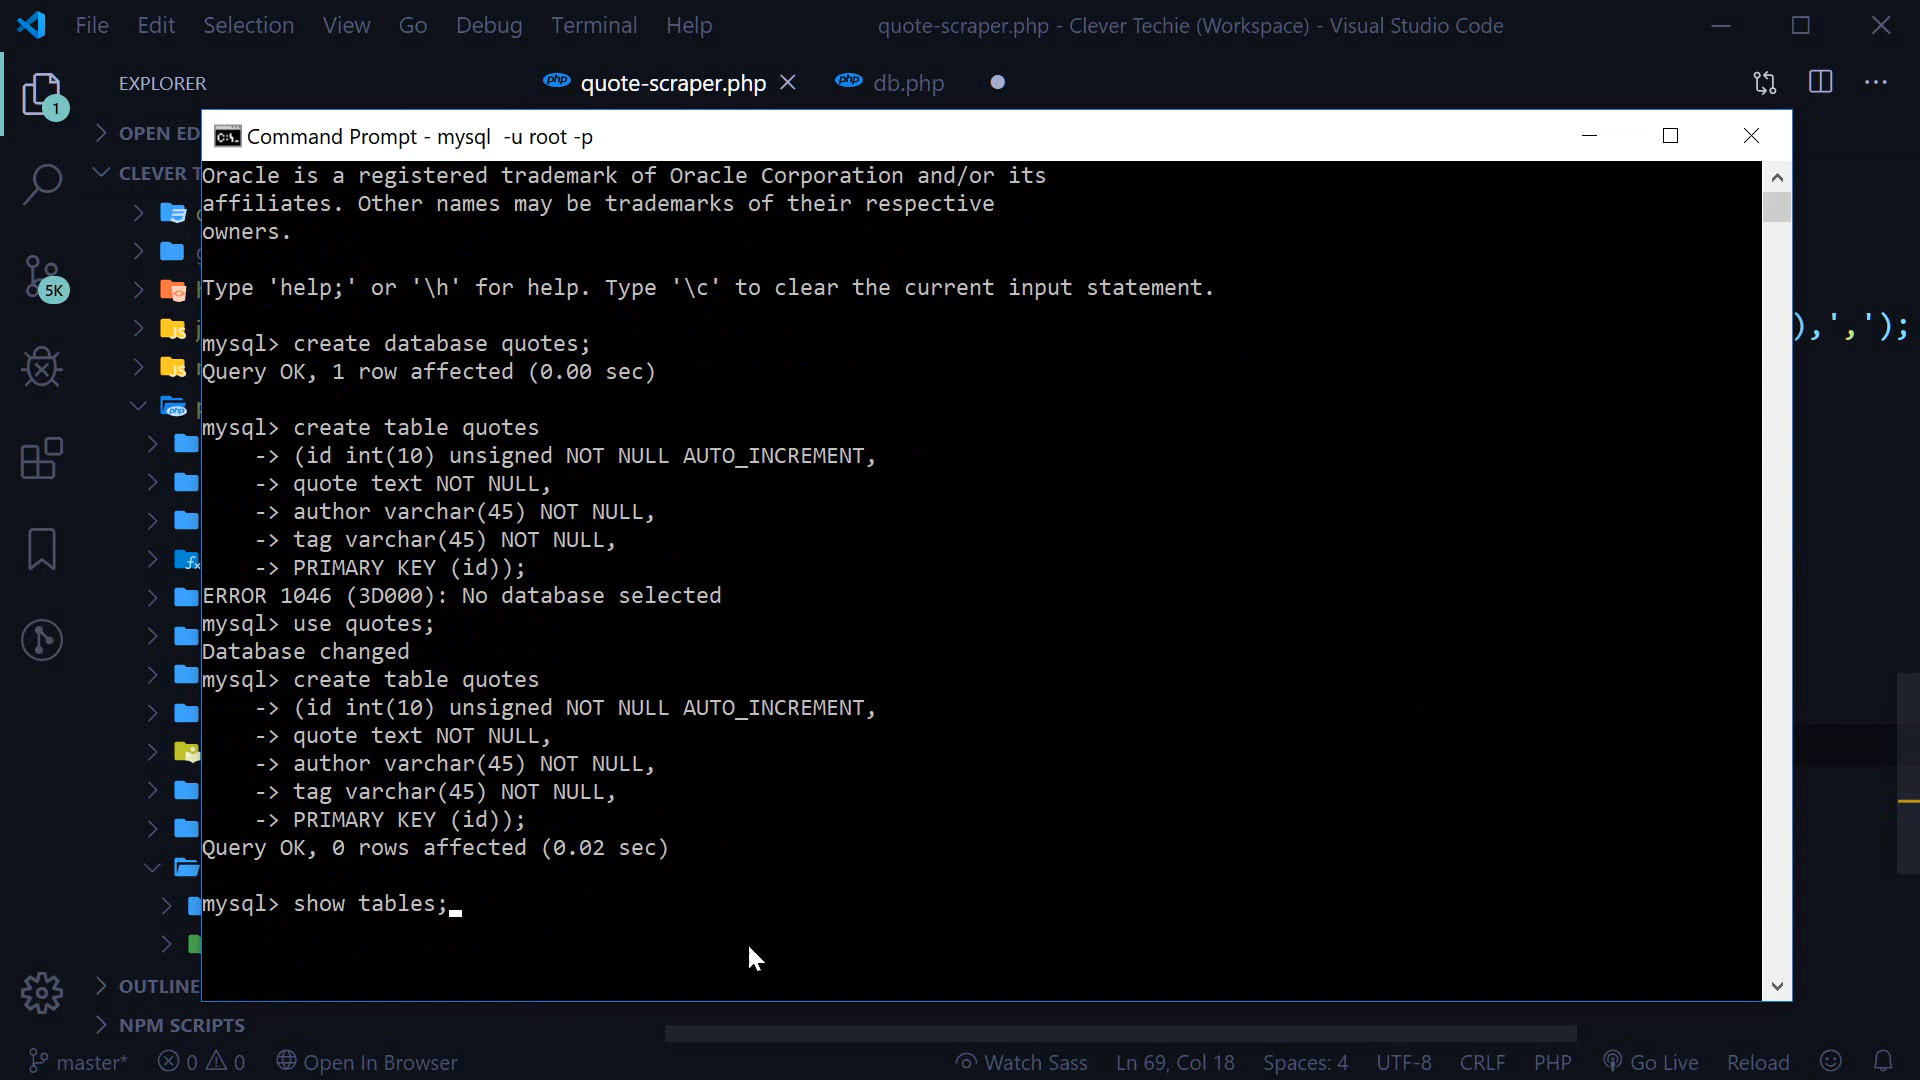 File Edit Selection View Go Debug Terminal Help
quote-scraper.php - Clever Techie (Workspace) - Visual Studio Code
EXPLORER
quote-scraper.php
db.php
1
OPEN ED
CLEVER T
5K
Command Prompt - mysql -u root -p
Oracle is a registered trademark of Oracle Corporation and/or its
affiliates. Other names may be trademarks of their respective
owners.
Type 'help;' or '\h' for help. Type '\c' to clear the current input statement.
),',');
mysql> create database quotes;
Query OK, 1 row affected (0.00 sec)
mysql> create table quotes
-> (id int(10) unsigned NOT NULL AUTO_INCREMENT,
-> quote text NOT NULL,
-> author varchar(45) NOT NULL,
-> tag varchar(45) NOT NULL,
-> PRIMARY KEY (id));
ERROR 1046 (3D000): No database selected
mysql> use quotes;
Database changed
mysql> create table quotes
-> (id int(10) unsigned NOT NULL AUTO_INCREMENT,
-> quote text NOT NULL,
-> author varchar(45) NOT NULL,
-> tag varchar(45) NOT NULL,
-> PRIMARY KEY (id));
Query OK, 0 rows affected (0.02 sec)
mysql> show tables;
OUTLINE
NPM SCRIPTS
master* 0 0 Open In Browser Watch Sass Ln 69, Col 18 Spaces: 4 UTF-8 CRLF PHP Go Live Reload